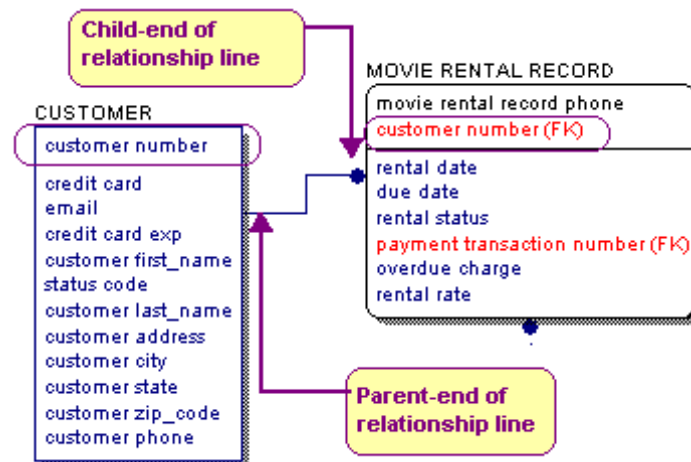 Child-end of
relationship line
MOVIE RENTAL RECORD
movie rental record phone
customer number (FK)
rental date
due date
rental status
payment transaction number (FK)
overdue charge
rental rate
CUSTOMER
customer number
credit card
email
credit card exp
customer first_name
status code
customer last_name
customer address
customer city
customer state
customer zip_code
customer phone
Parent-end of
relationship line